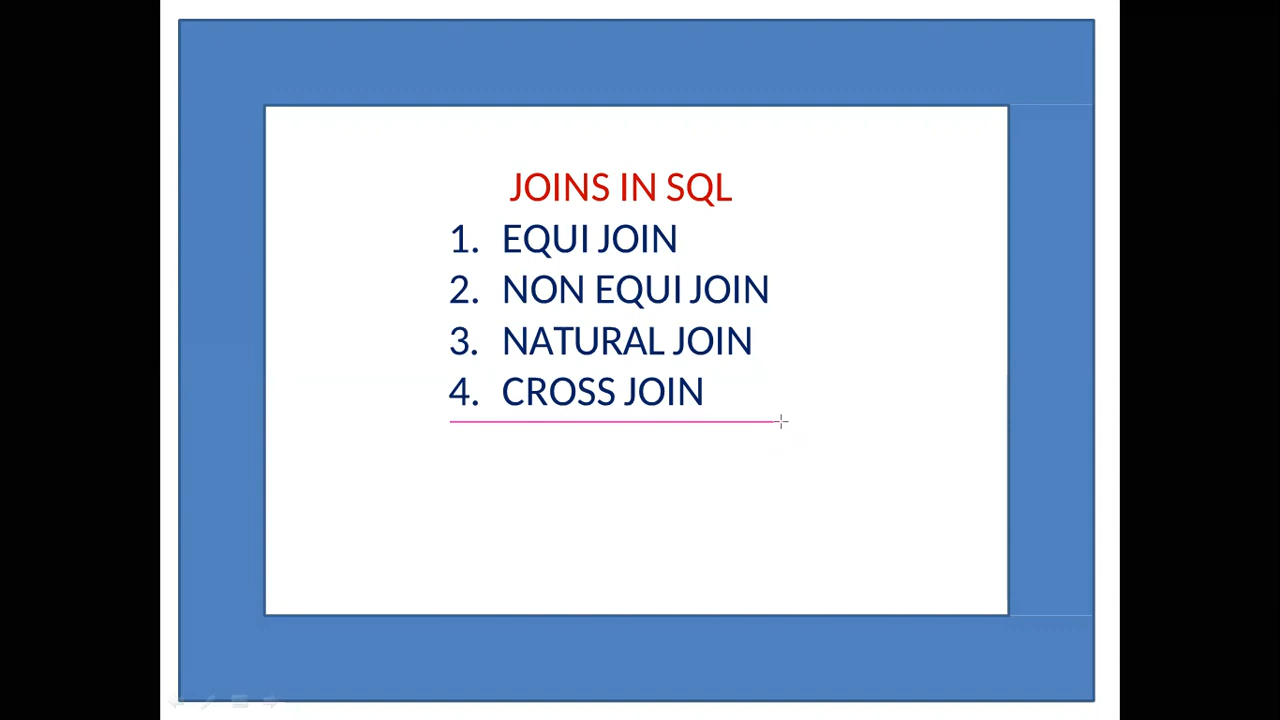 JOINS IN SQL
1. EQUI JOIN
2. NON EQUI JOIN
3. NATURAL JOIN
4. CROSS JOIN